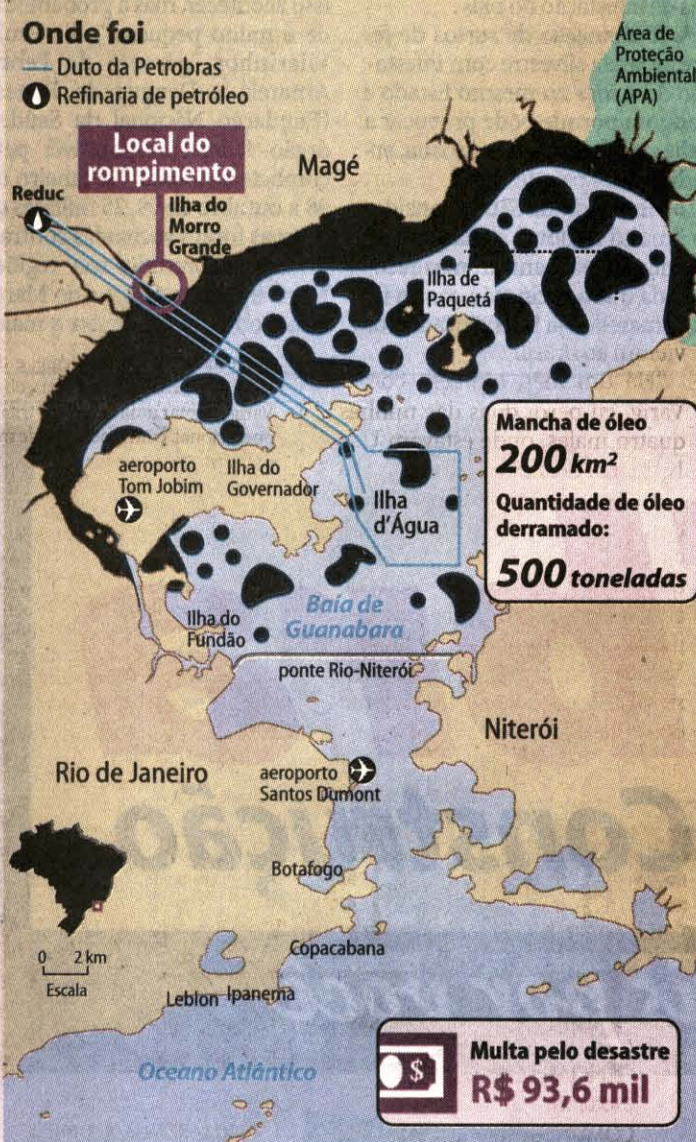 Onde foi
Duto da Petrobras
Refinaria de petróleo
Área de
Proteção
Ambiental
(APA)
Local do
rompimento
Magé
Reduc
Ilha do
Morro
Grande
Ilha de
Paquetá
Mancha de óleo
200 km²
Quantidade de óleo
derramado:
500 toneladas
aeroporto
Tom Jobim
Ilha do
Governador
Ilha
d'Água
Baía de
Guanabara
Ilha do
Fundão
ponte Rio-Niterói
Niterói
Rio de Janeiro
aeroporto
Santos Dumont
Botafogo
0 2 km
Escala
Copacabana
Leblon
Ipanema
Oceano Atlântico
$
Multa pelo desastre
R$ 93,6 mil